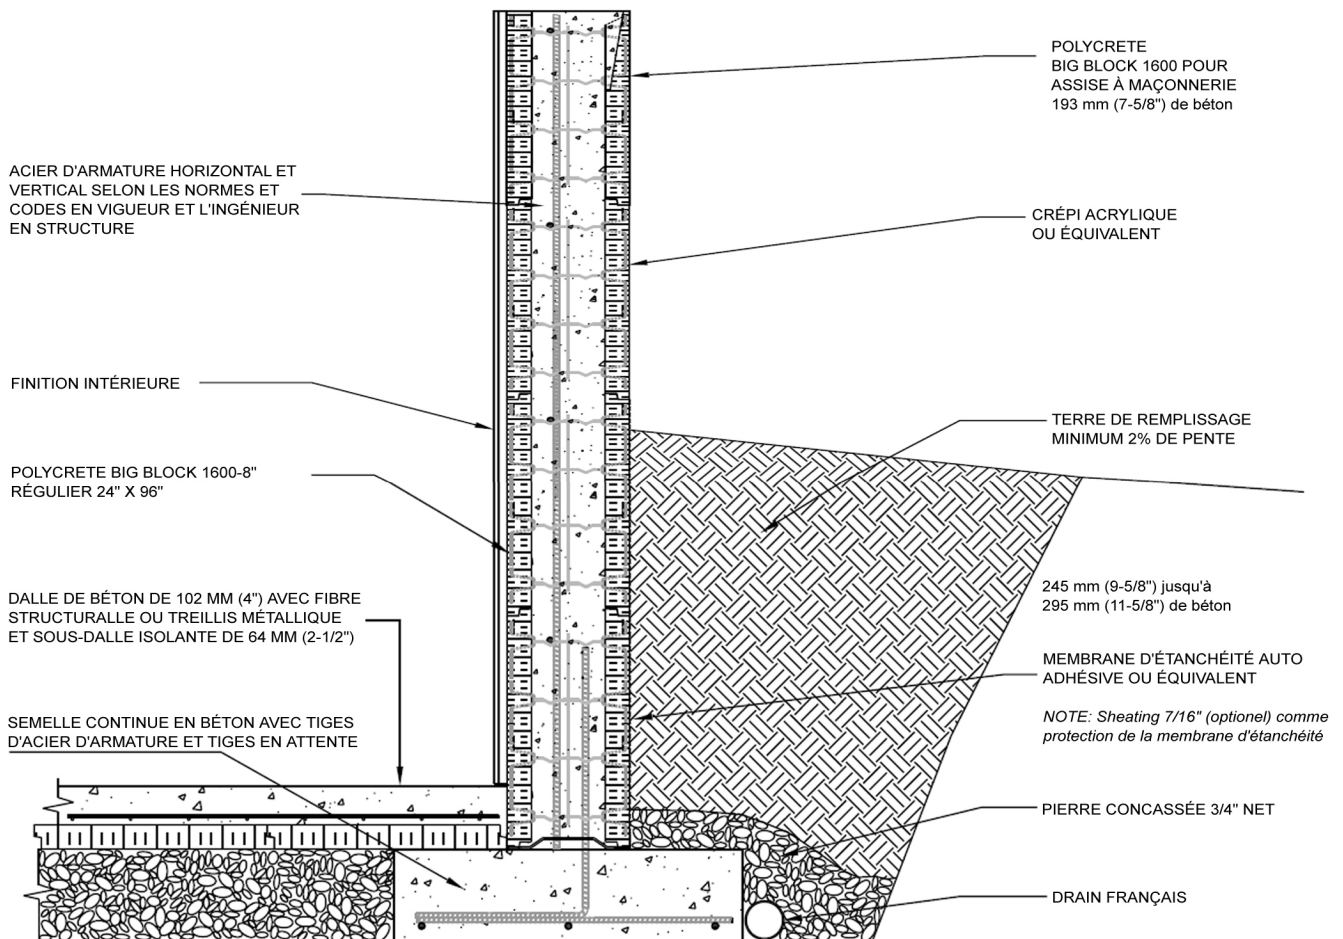 POLYCRETE
BIG BLOCK 1600 POUR
ASSISE À MAÇONNERIE
193 mm (7-5/8") de béton
ACIER D'ARMATURE HORIZONTAL ET
VERTICAL SELON LES NORMES ET
CODES EN VIGUEUR ET L'INGÉNIEUR
EN STRUCTURE
CRÉPI ACRYLIQUE
OU ÉQUIVALENT
FINITION INTÉRIEURE
TERRE DE REMPLISSAGE
MINIMUM 2% DE PENTE
POLYCRETE BIG BLOCK 1600-8"
RÉGULIER 24" X 96"
245 mm (9-5/8") jusqu'à
295 mm (11-5/8") de béton
DALLE DE BÉTON DE 102 MM (4") AVEC FIBRE
STRUCTURALLE OU TREILLIS MÉTALLIQUE
ET SOUS-DALLE ISOLANTE DE 64 MM (2-1/2")
MEMBRANE D'ÉTANCHÉITÉ AUTO
ADHÉSIVE OU ÉQUIVALENT
NOTE: Sheating 7/16" (optionel) comme
protection de la membrane d'étanchéité
SEMELLE CONTINUE EN BÉTON AVEC TIGES
D'ACIER D'ARMATURE ET TIGES EN ATTENTE
PIERRE CONCASSÉE 3/4" NET
DRAIN FRANÇAIS